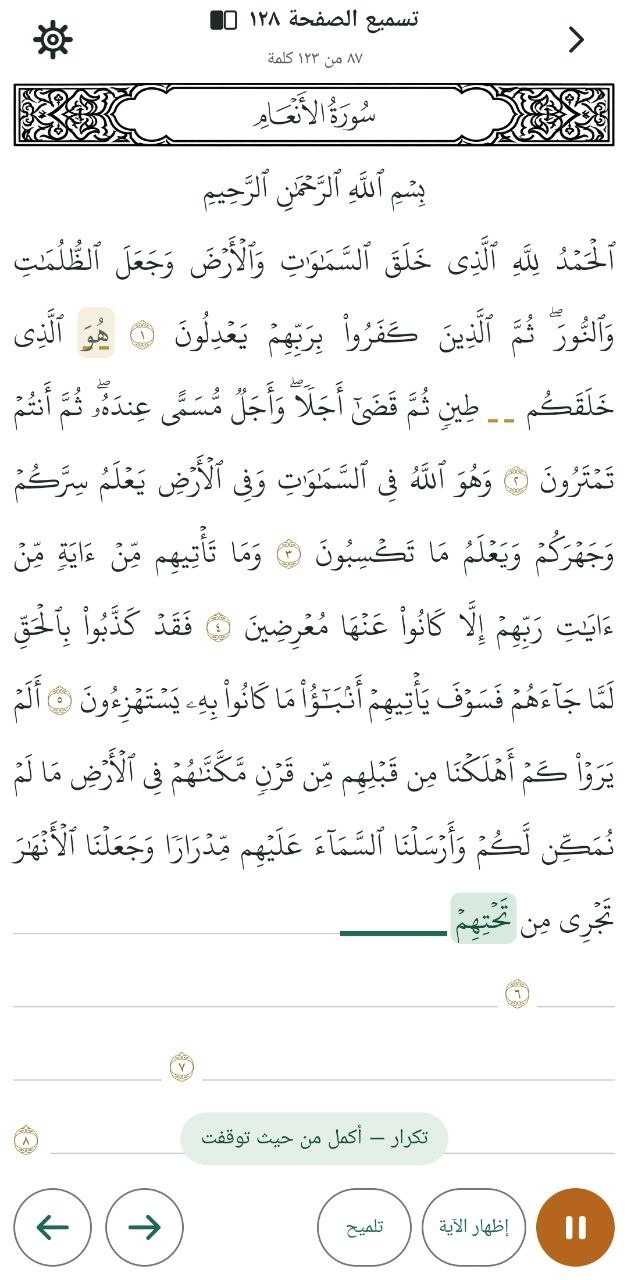 تسميع الصفحة ١٢٨
٨٧ من ١٢٣ كلمة
سُورَةُ الأَنْعَامِ
بِسْمِ ٱللَّهِ ٱلرَّحْمَٰنِ ٱلرَّحِيمِ
ٱلْحَمْدُ لِلَّهِ ٱلَّذِى خَلَقَ ٱلسَّمَٰوَٰتِ وَٱلْأَرْضَ وَجَعَلَ ٱلظُّلُمَٰتِ
وَٱلنُّورَ ۖ ثُمَّ ٱلَّذِينَ كَفَرُوا۟ بِرَبِّهِمْ يَعْدِلُونَ ١ هُوَ ٱلَّذِى
خَلَقَكُم _ _ طِينٍ ثُمَّ قَضَىٰٓ أَجَلًا ۖ وَأَجَلٌ مُّسَمًّى عِندَهُۥ ۖ ثُمَّ أَنتُمْ
تَمْتَرُونَ ٢ وَهُوَ ٱللَّهُ فِى ٱلسَّمَٰوَٰتِ وَفِى ٱلْأَرْضِ يَعْلَمُ سِرَّكُمْ
وَجَهْرَكُمْ وَيَعْلَمُ مَا تَكْسِبُونَ ٣ وَمَا تَأْتِيهِم مِّنْ ءَايَةٍ مِّنْ
ءَايَٰتِ رَبِّهِمْ إِلَّا كَانُوا۟ عَنْهَا مُعْرِضِينَ ٤ فَقَدْ كَذَّبُوا۟ بِٱلْحَقِّ
لَمَّا جَآءَهُمْ فَسَوْفَ يَأْتِيهِمْ أَنۢبَٰٓؤُا۟ مَا كَانُوا۟ بِهِۦ يَسْتَهْزِءُونَ ٥ أَلَمْ
يَرَوْا۟ كَمْ أَهْلَكْنَا مِن قَبْلِهِم مِّن قَرْنٍ مَّكَّنَّٰهُمْ فِى ٱلْأَرْضِ مَا لَمْ
نُمَكِّن لَّكُمْ وَأَرْسَلْنَا ٱلسَّمَآءَ عَلَيْهِم مِّدْرَارًا وَجَعَلْنَا ٱلْأَنْهَٰرَ
تَجْرِى مِن تَحْتِهِمْ
٦
٧
٨
تكرار – أكمل من حيث توقفت
إظهار الآية
تلميح